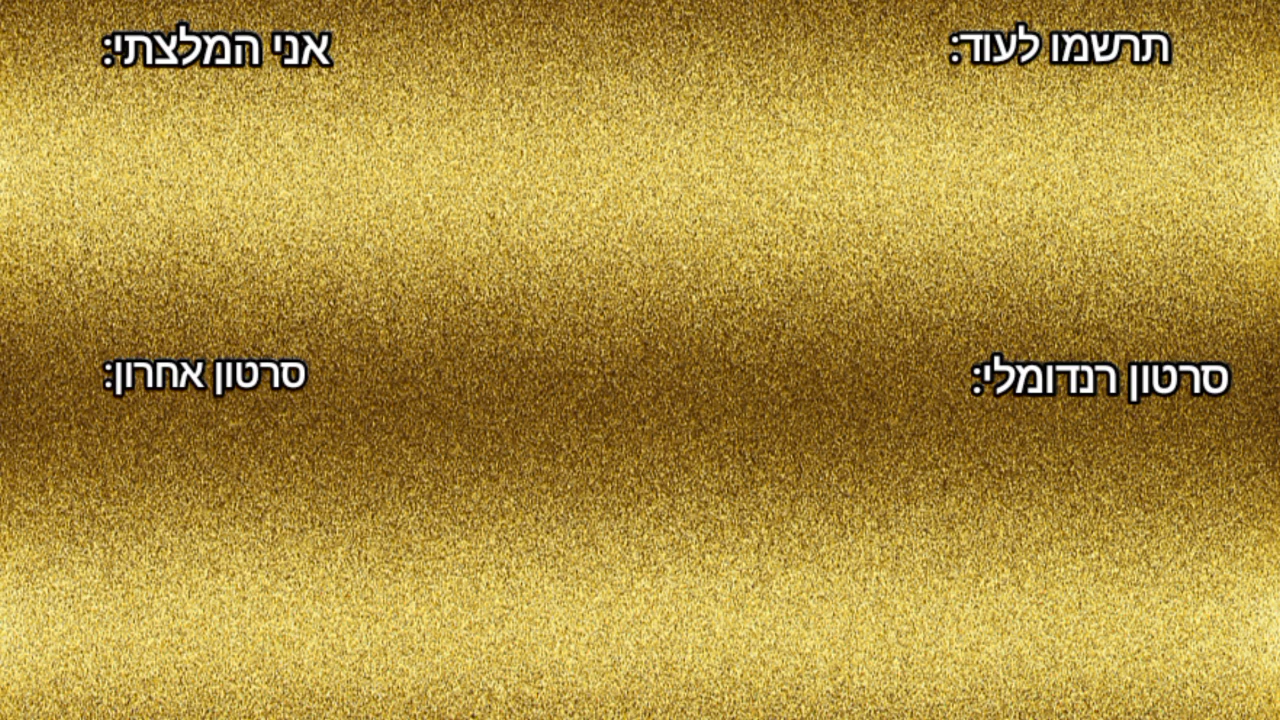 תרשמו לעוד:
אני המלצתי:
סרטון רנדומלי:
סרטון אחרון: